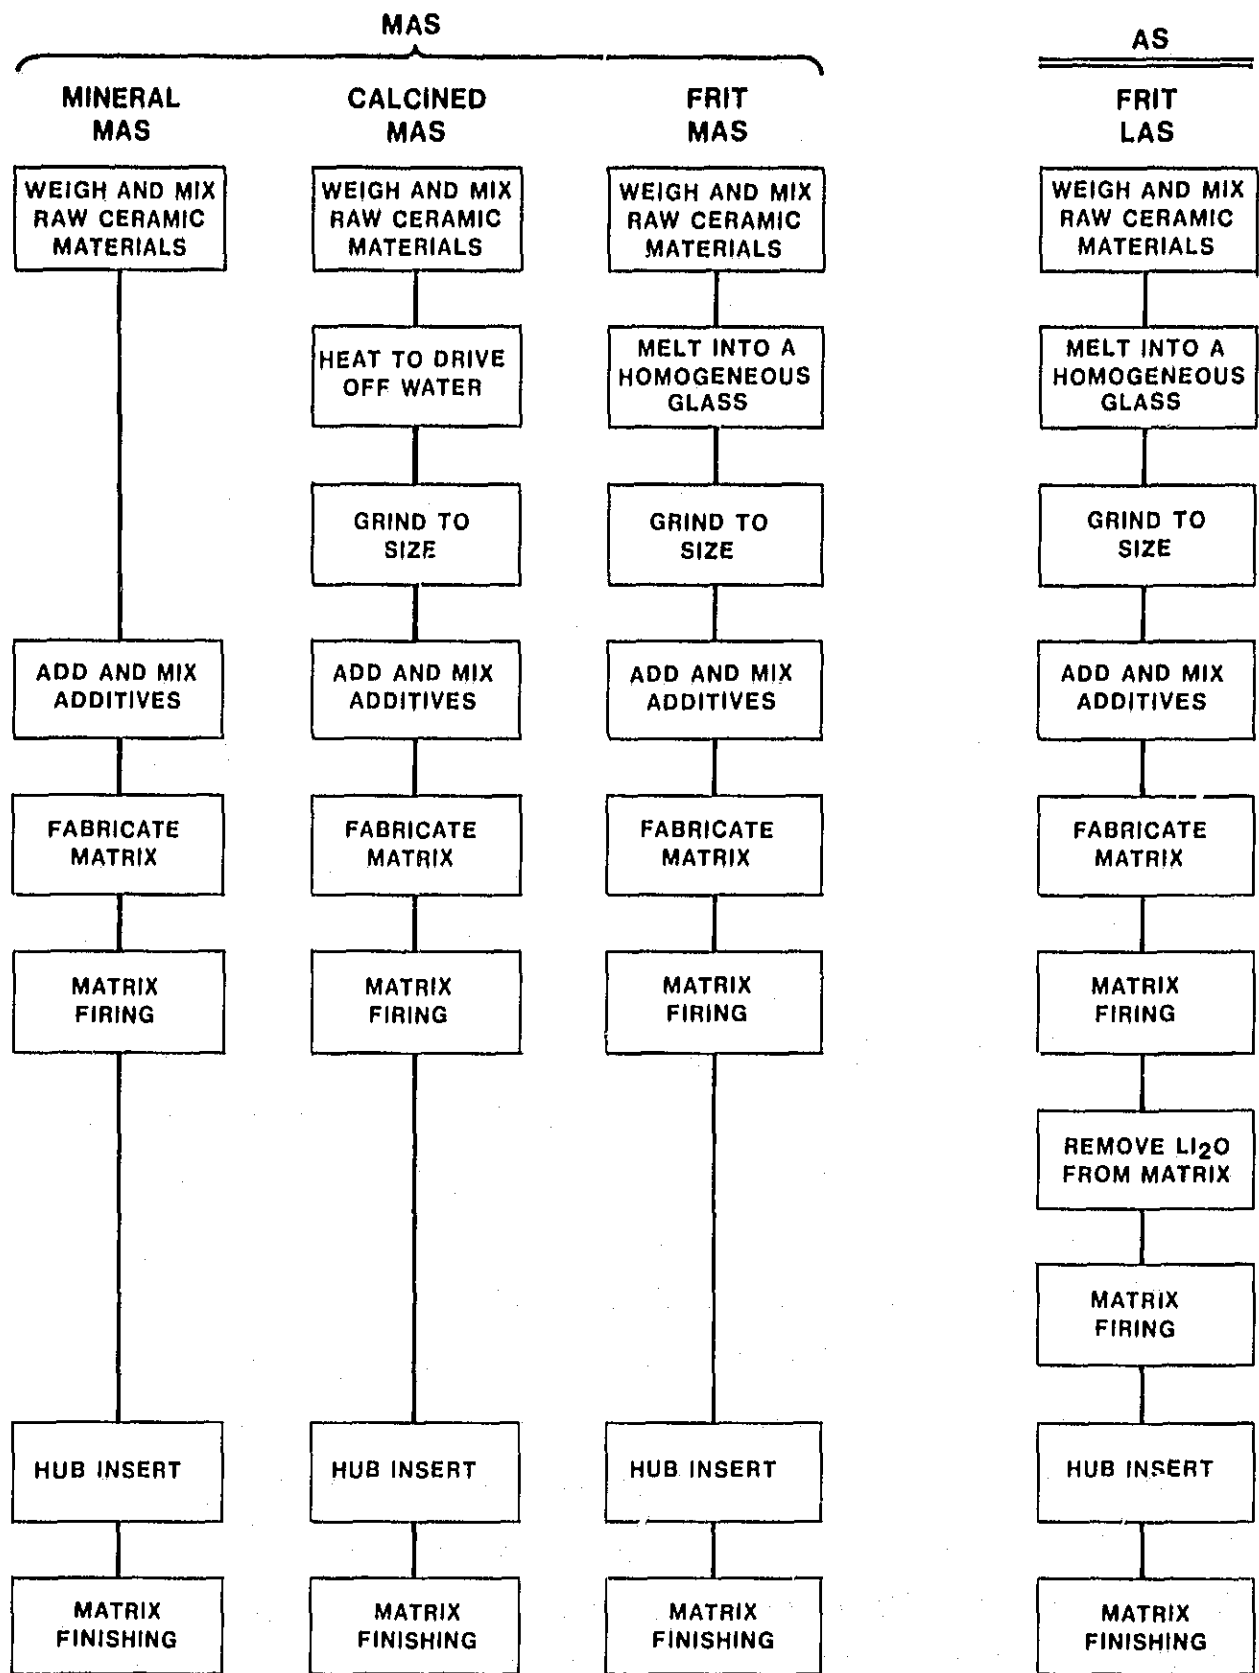 MAS
AS
MINERAL
MAS
CALCINED
MAS
FRIT
MAS
FRIT
LAS
WEIGH AND MIX
RAW CERAMIC
MATERIALS
WEIGH AND MIX
RAW CERAMIC
MATERIALS
WEIGH AND MIX
RAW CERAMIC
MATERIALS
WEIGH AND MIX
RAW CERAMIC
MATERIALS
HEAT TO DRIVE
OFF WATER
MELT INTO A
HOMOGENEOUS
GLASS
MELT INTO A
HOMOGENEOUS
GLASS
GRIND TO
SIZE
GRIND TO
SIZE
GRIND TO
SIZE
ADD AND MIX
ADDITIVES
ADD AND MIX
ADDITIVES
ADD AND MIX
ADDITIVES
ADD AND MIX
ADDITIVES
FABRICATE
MATRIX
FABRICATE
MATRIX
FABRICATE
MATRIX
FABRICATE
MATRIX
MATRIX
FIRING
MATRIX
FIRING
MATRIX
FIRING
MATRIX
FIRING
REMOVE LI₂O
FROM MATRIX
MATRIX
FIRING
HUB INSERT
HUB INSERT
HUB INSERT
HUB INSERT
MATRIX
FINISHING
MATRIX
FINISHING
MATRIX
FINISHING
MATRIX
FINISHING